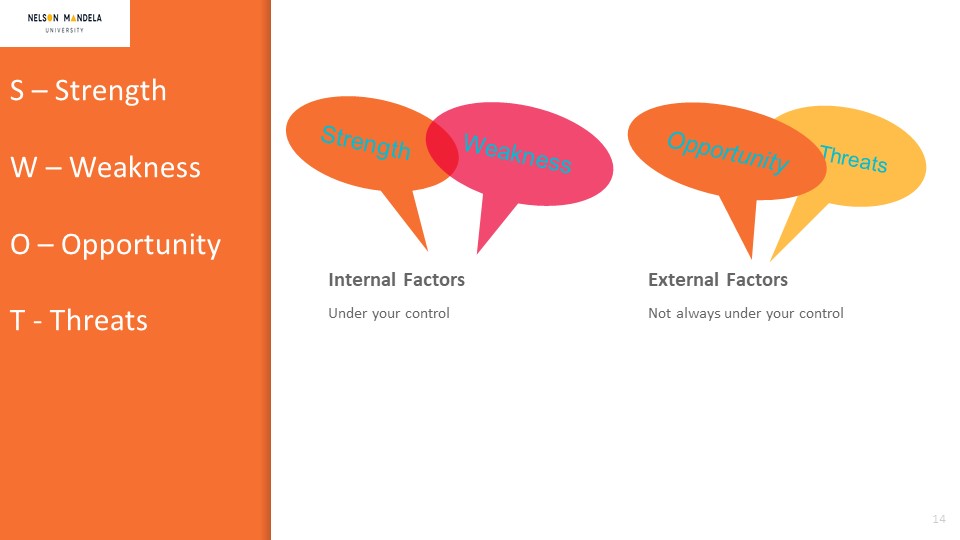 NELSON MANDELA
UNIVERSITY
S – Strength
W – Weakness
O – Opportunity
T - Threats
Strength
Weakness
Opportunity
Threats
Internal Factors
Under your control
External Factors
Not always under your control
14